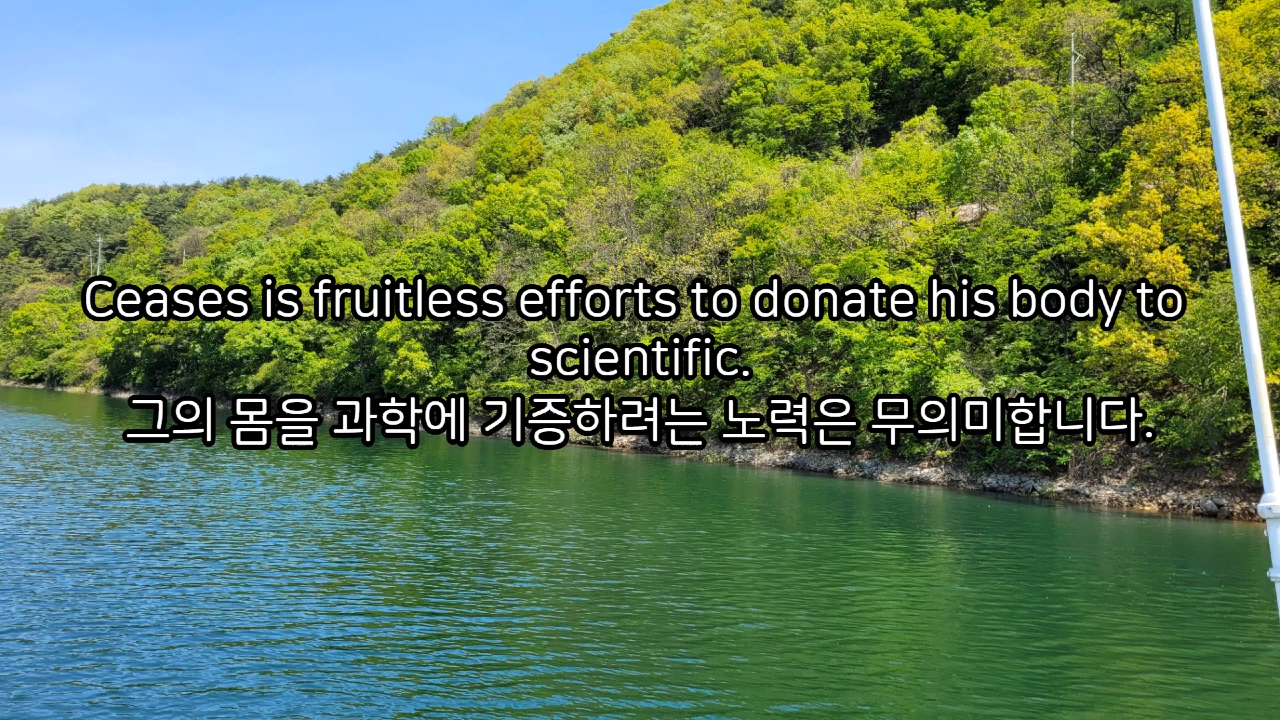 Ceases is fruitless efforts to donate his body to
scientific.
그의 몸을 과학에 기증하려는 노력은 무의미합니다.